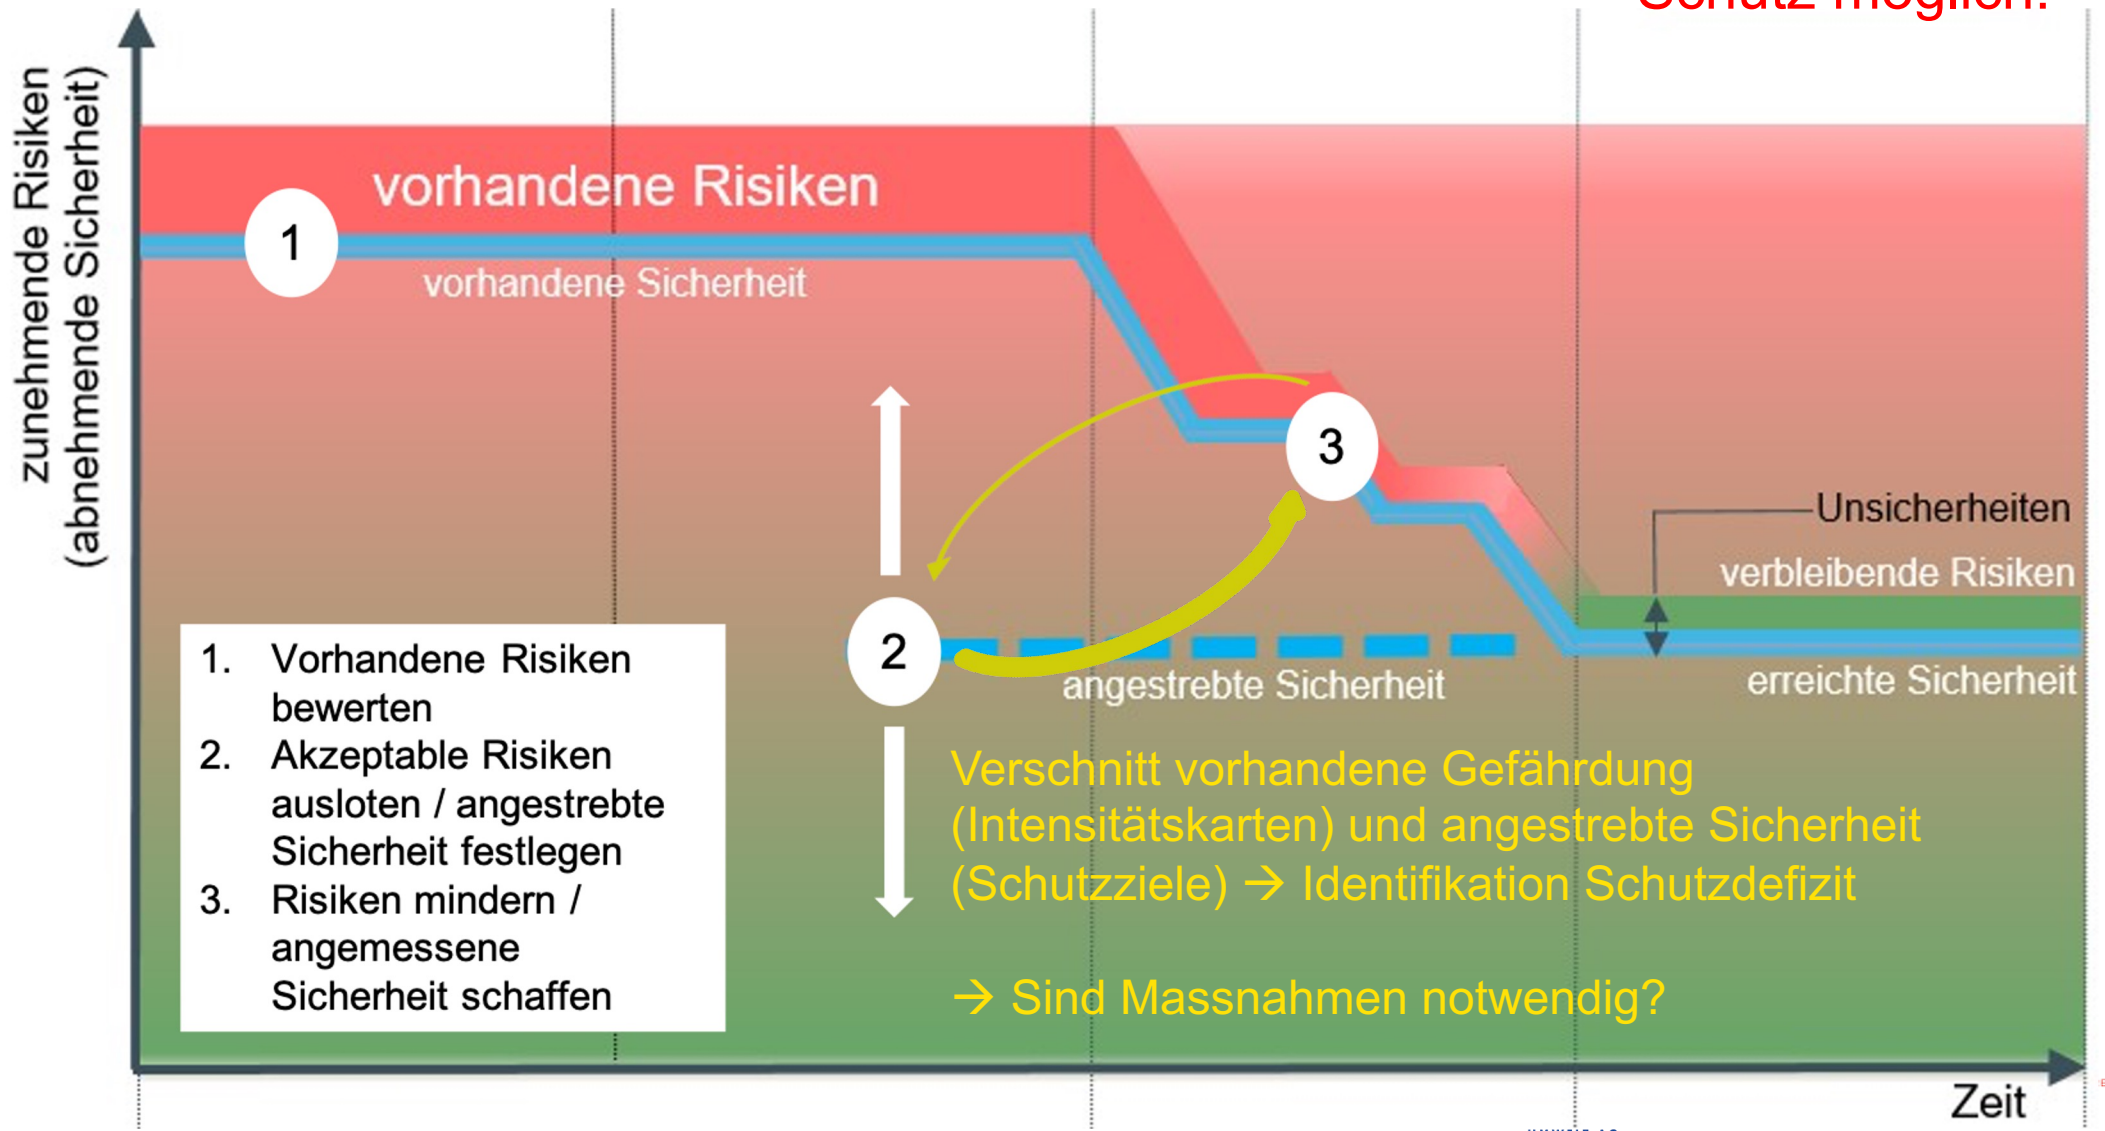 Schutz möglich!
zunehmende Risiken
(abnehmende Sicherheit)
vorhandene Risiken
1
vorhandene Sicherheit
3
Unsicherheiten
verbleibende Risiken
2
angestrebte Sicherheit
erreichte Sicherheit
1. Vorhandene Risiken
bewerten
2. Akzeptable Risiken
ausloten / angestrebte
Sicherheit festlegen
3. Risiken mindern /
angemessene
Sicherheit schaffen
Verschnitt vorhandene Gefährdung
(Intensitätskarten) und angestrebte Sicherheit
(Schutzziele) → Identifikation Schutzdefizit
→ Sind Massnahmen notwendig?
Zeit